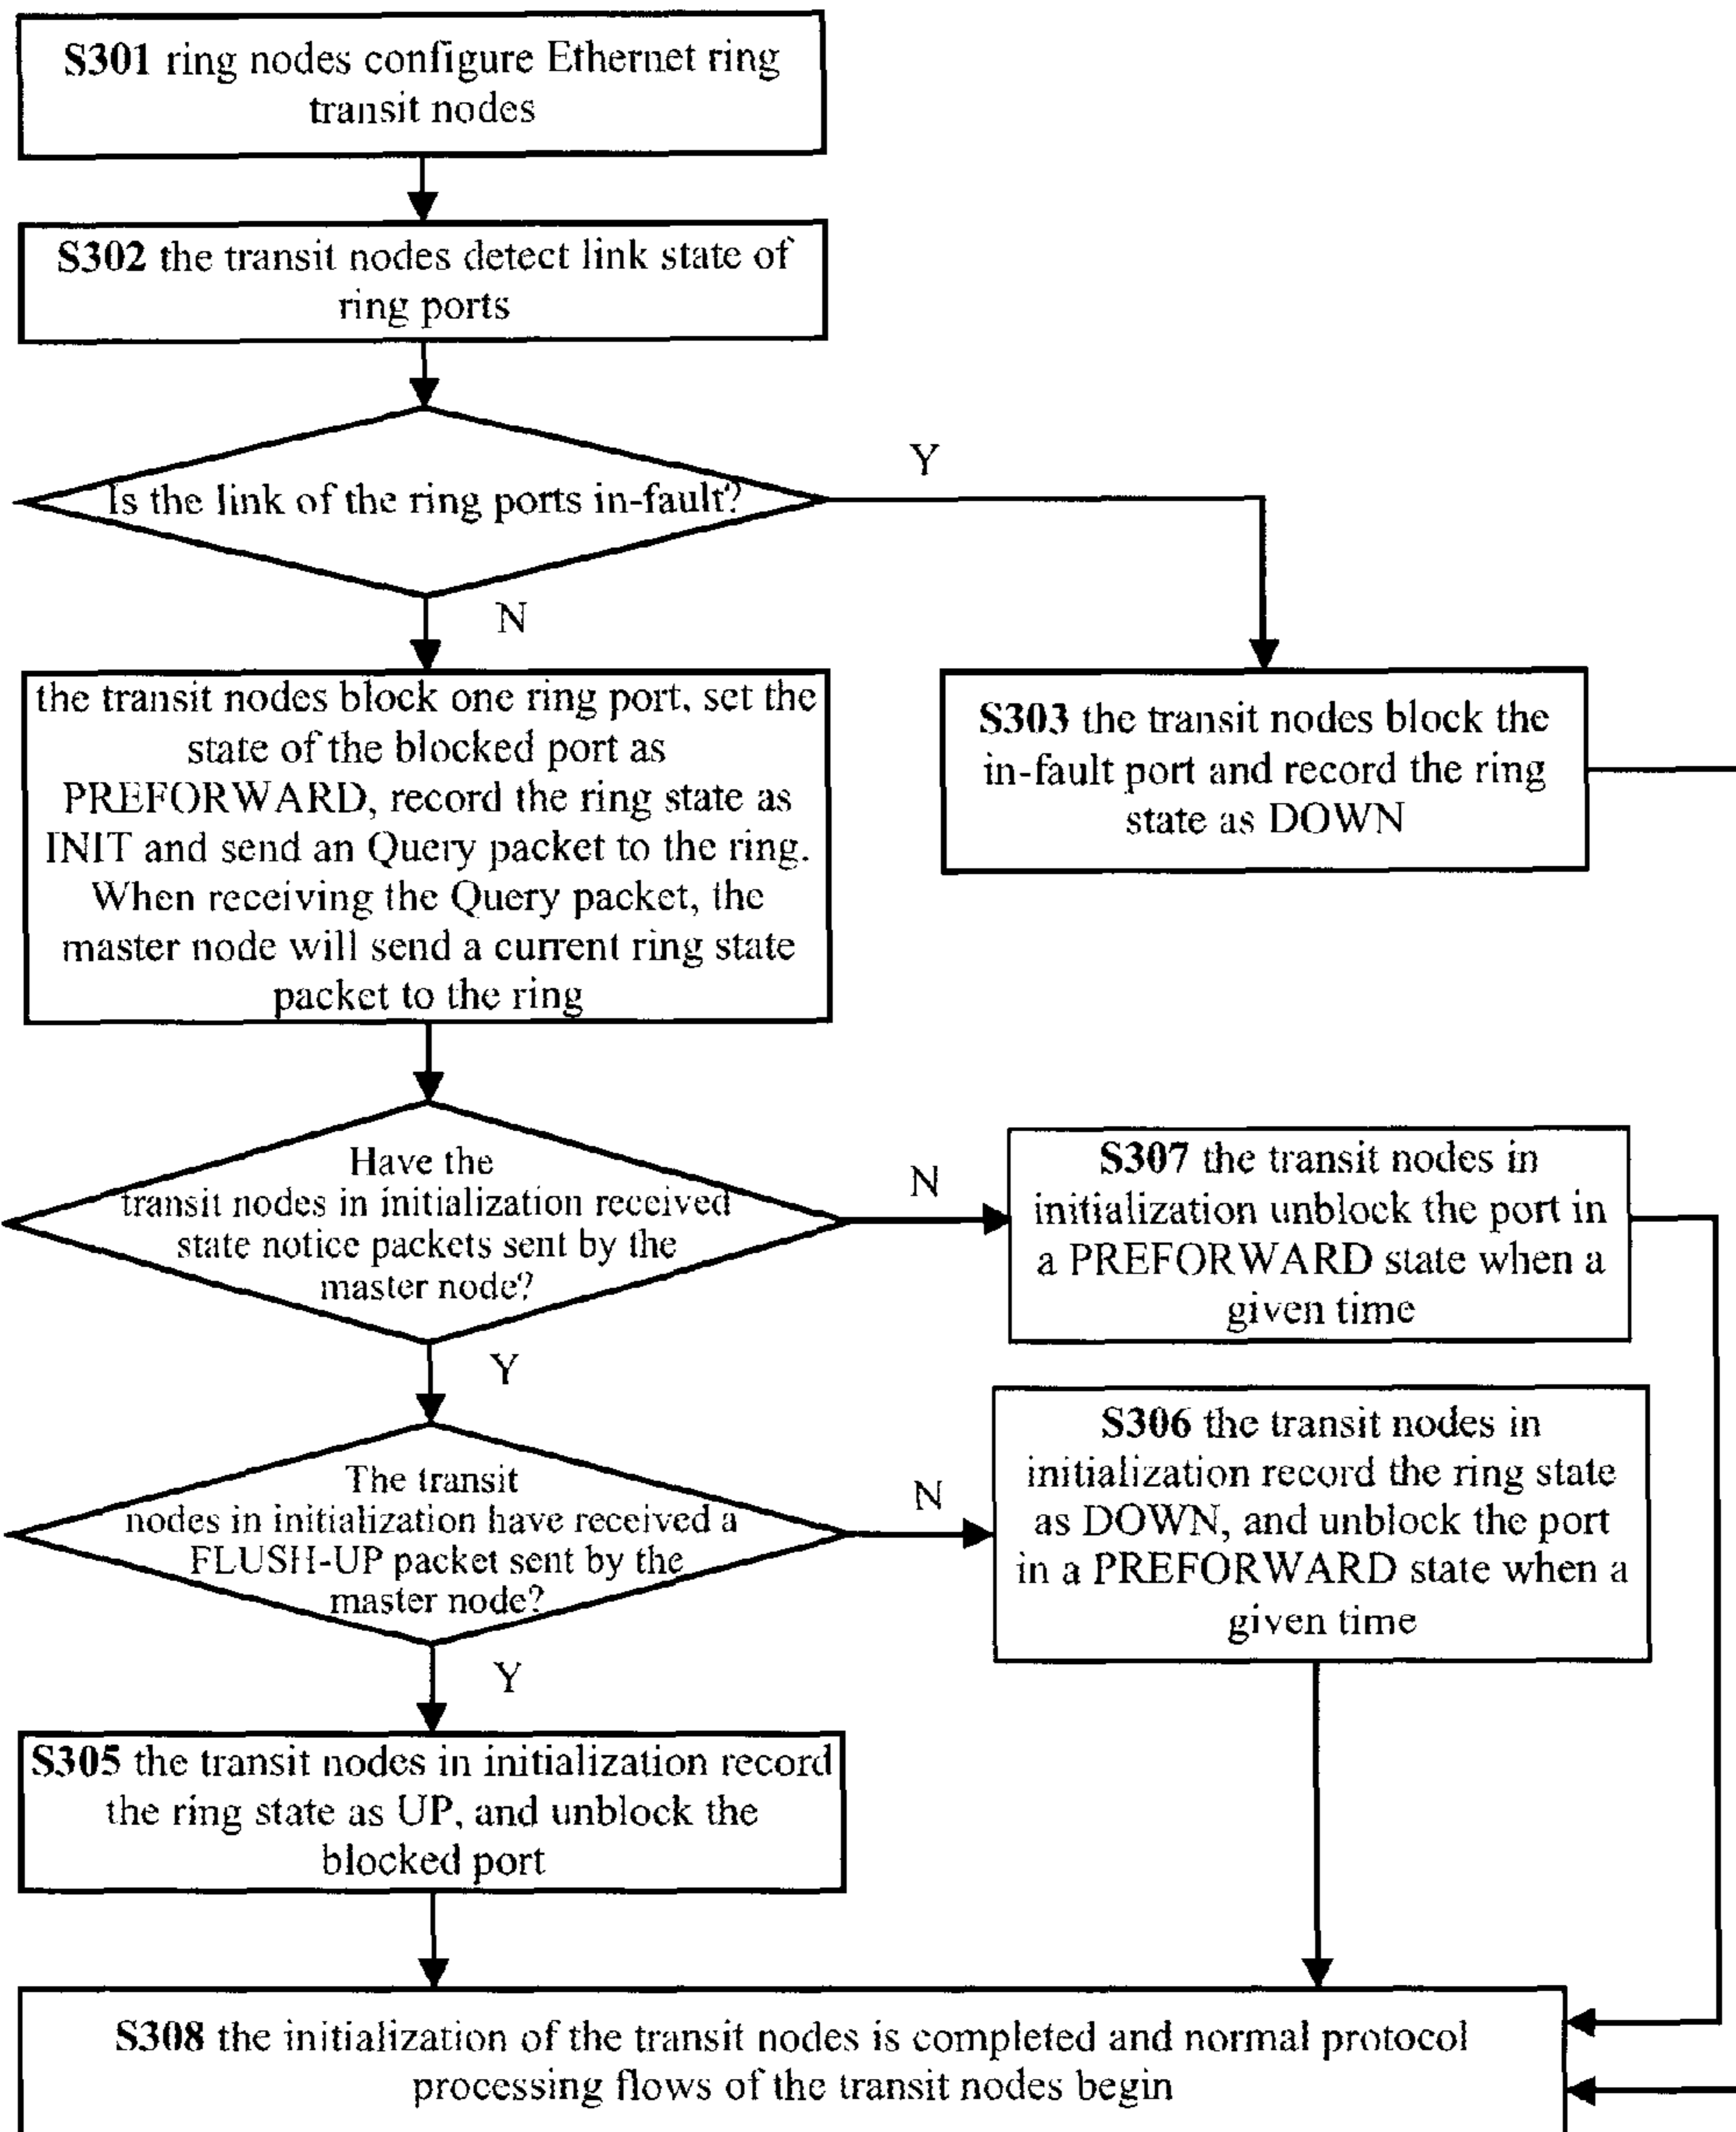 S301 ring nodes configure Ethernet ring
transit nodes
S302 the transit nodes detect link state of
ring ports
Is the link of the ring ports in-fault?
Y
N
the transit nodes block one ring port, set the
state of the blocked port as
PREFORWARD, record the ring state as
INIT and send an Query packet to the ring.
When receiving the Query packet, the
master node will send a current ring state
packet to the ring
S303 the transit nodes block the
in-fault port and record the ring
state as DOWN
Have the
transit nodes in initialization received
state notice packets sent by the
master node?
N
Y
S307 the transit nodes in
initialization unblock the port in
a PREFORWARD state when a
given time
The transit
nodes in initialization have received a
FLUSH-UP packet sent by the
master node?
N
Y
S306 the transit nodes in
initialization record the ring state
as DOWN, and unblock the port
in a PREFORWARD state when a
given time
S305 the transit nodes in initialization record
the ring state as UP, and unblock the
blocked port
S308 the initialization of the transit nodes is completed and normal protocol
processing flows of the transit nodes begin